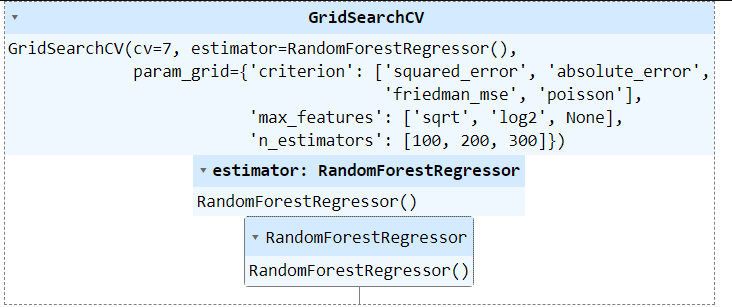 GridSearchCV
GridSearchCV(cv=7, estimator=RandomForestRegressor(),
param_grid={'criterion': ['squared_error', 'absolute_error',
'friedman_mse', 'poisson'],
'max_features': ['sqrt', 'log2', None],
'n_estimators': [100, 200, 300]})
estimator: RandomForestRegressor
RandomForestRegressor()
RandomForestRegressor
RandomForestRegressor()